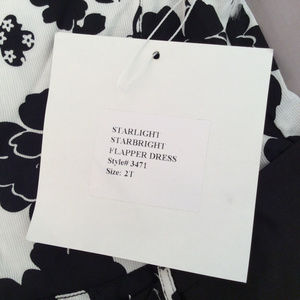 STARLIGHT
STARBRIGHT
FLAPPER DRESS
Style# 3471
Size: 2T